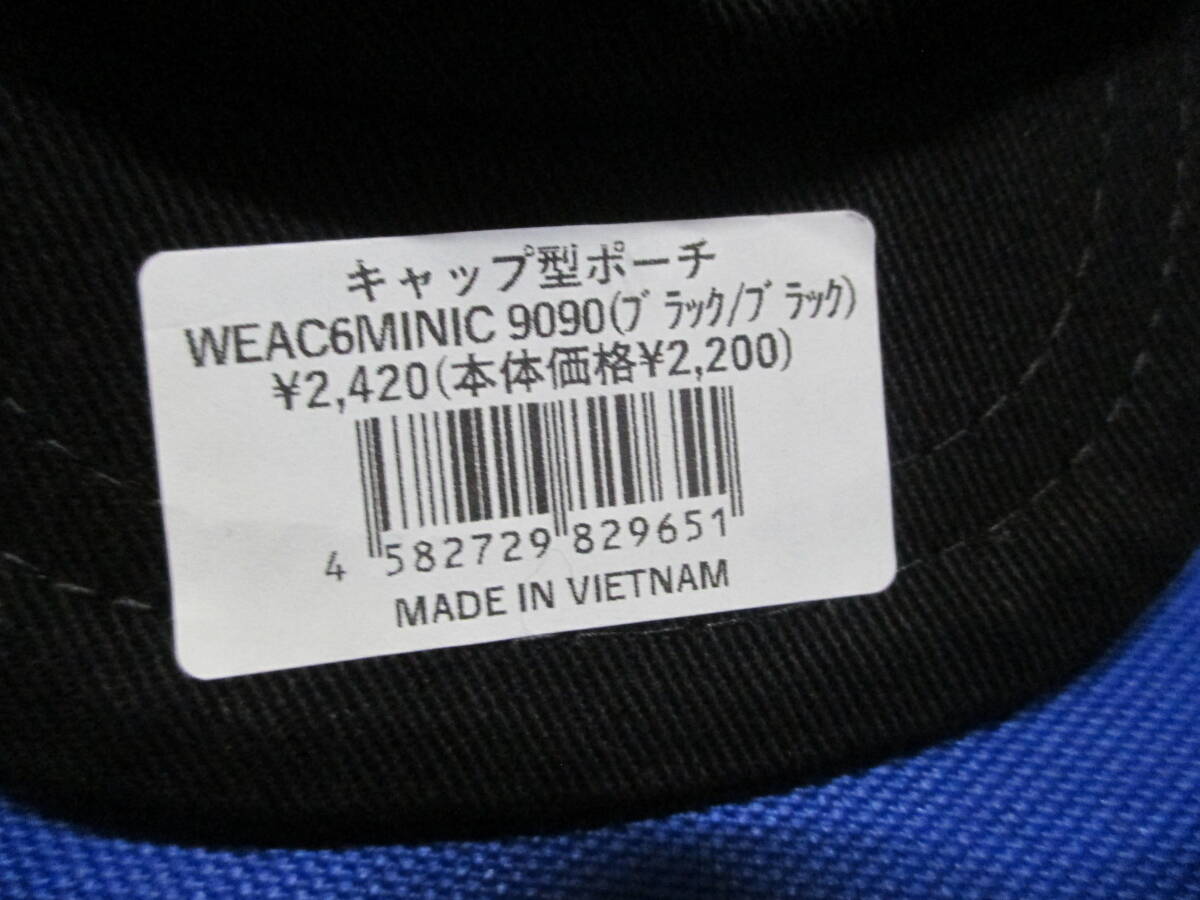 キャップ型ポーチ
WEAC6MINIC 9090(ﾌﾞﾗｯｸ/ﾌﾞﾗｯｸ)
¥2,420(本体価格¥2,200)
4 582729 829651
MADE IN VIETNAM